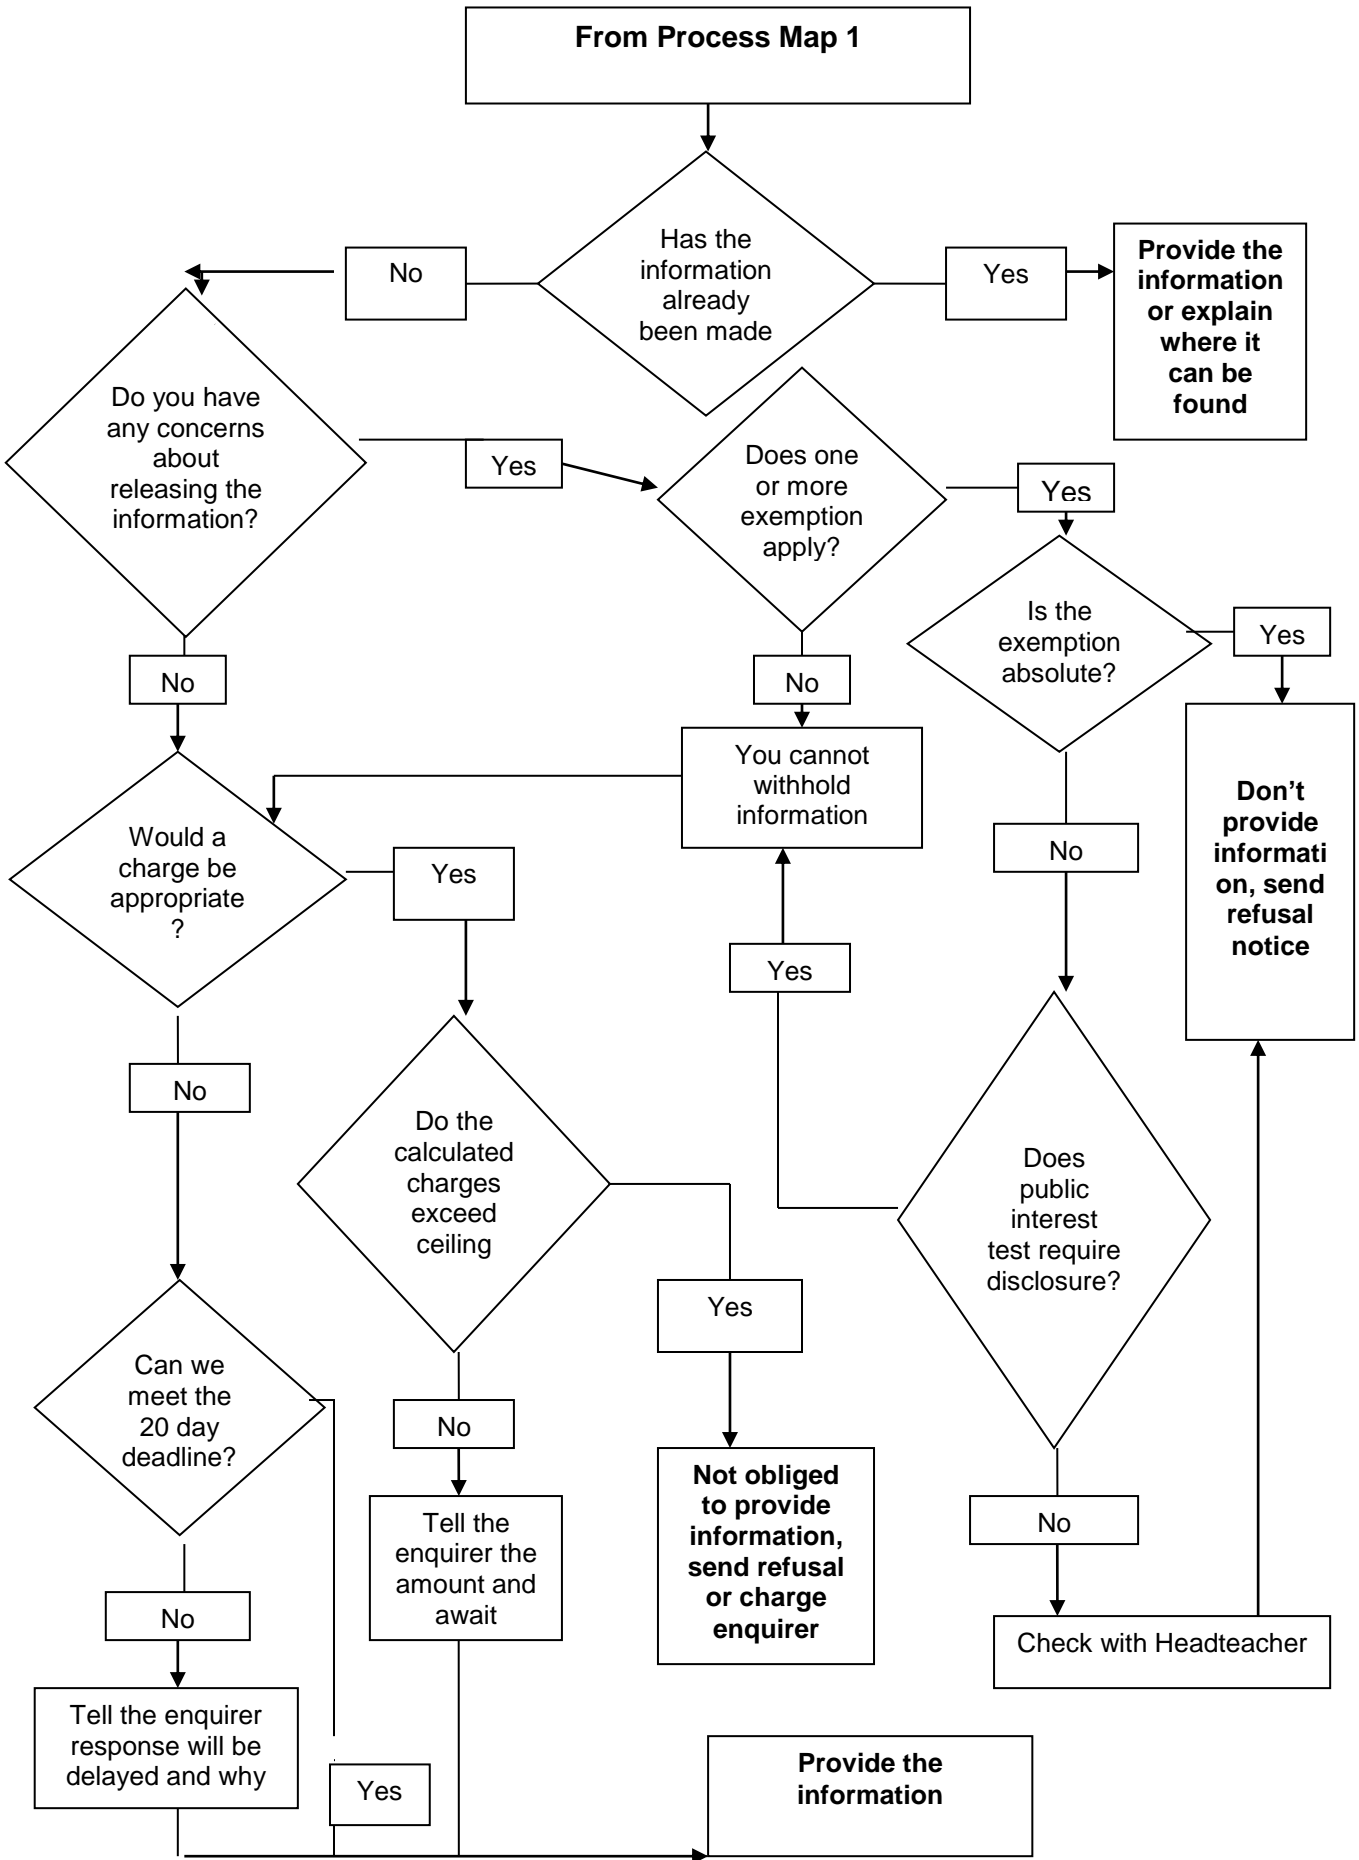 From Process Map 1
Has the
information
already
been made
No
Yes
Provide the
information
or explain
where it
can be
found
Do you have
any concerns
about
releasing the
information?
Yes
Does one
or more
exemption
apply?
Yes
Is the
exemption
absolute?
Yes
No
No
You cannot
withhold
information
Don't
provide
informati
on, send
refusal
notice
Would a
charge be
appropriate
?
Yes
No
Yes
No
Do the
calculated
charges
exceed
ceiling
Does
public
interest
test require
disclosure?
Yes
Can we
meet the
20 day
deadline?
No
Not obliged
to provide
information,
send refusal
or charge
enquirer
No
Tell the
enquirer the
amount and
await
No
Check with Headteacher
Tell the enquirer
response will be
delayed and why
Yes
Provide the
information